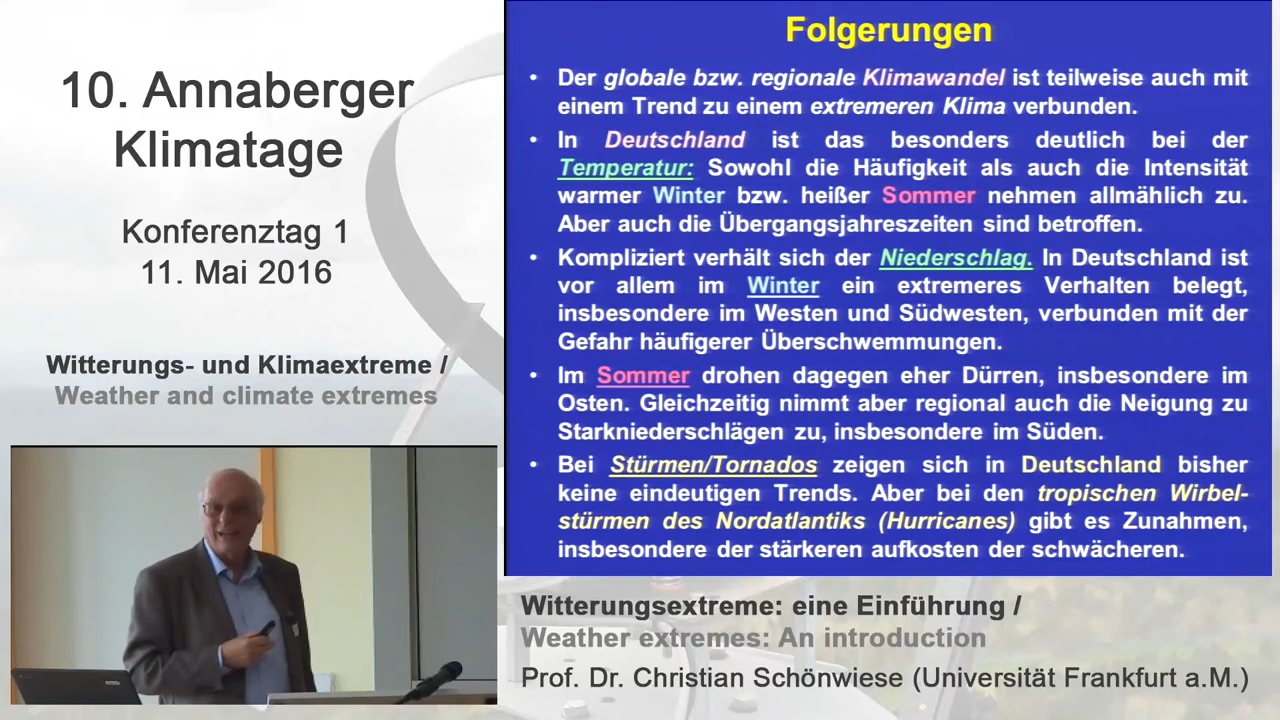 10. Annaberger
Klimatage
Konferenztag 1
11. Mai 2016
Witterungs- und Klimaextreme /
Weather and climate extremes
Folgerungen
• Der globale bzw. regionale Klimawandel ist teilweise auch mit
einem Trend zu einem extremeren Klima verbunden.
• In Deutschland ist das besonders deutlich bei der
Temperatur: Sowohl die Häufigkeit als auch die Intensität
warmer Winter bzw. heißer Sommer nehmen allmählich zu.
Aber auch die Übergangsjahreszeiten sind betroffen.
• Kompliziert verhält sich der Niederschlag. In Deutschland ist
vor allem im Winter ein extremeres Verhalten belegt,
insbesondere im Westen und Südwesten, verbunden mit der
Gefahr häufigerer Überschwemmungen.
• Im Sommer drohen dagegen eher Dürren, insbesondere im
Osten. Gleichzeitig nimmt aber regional auch die Neigung zu
Starkniederschlägen zu, insbesondere im Süden.
• Bei Stürmen/Tornados zeigen sich in Deutschland bisher
keine eindeutigen Trends. Aber bei den tropischen Wirbel-
stürmen des Nordatlantiks (Hurricanes) gibt es Zunahmen,
insbesondere der stärkeren aufkosten der schwächeren.
Witterungsextreme: eine Einführung /
Weather extremes: An introduction
Prof. Dr. Christian Schönwiese (Universität Frankfurt a.M.)